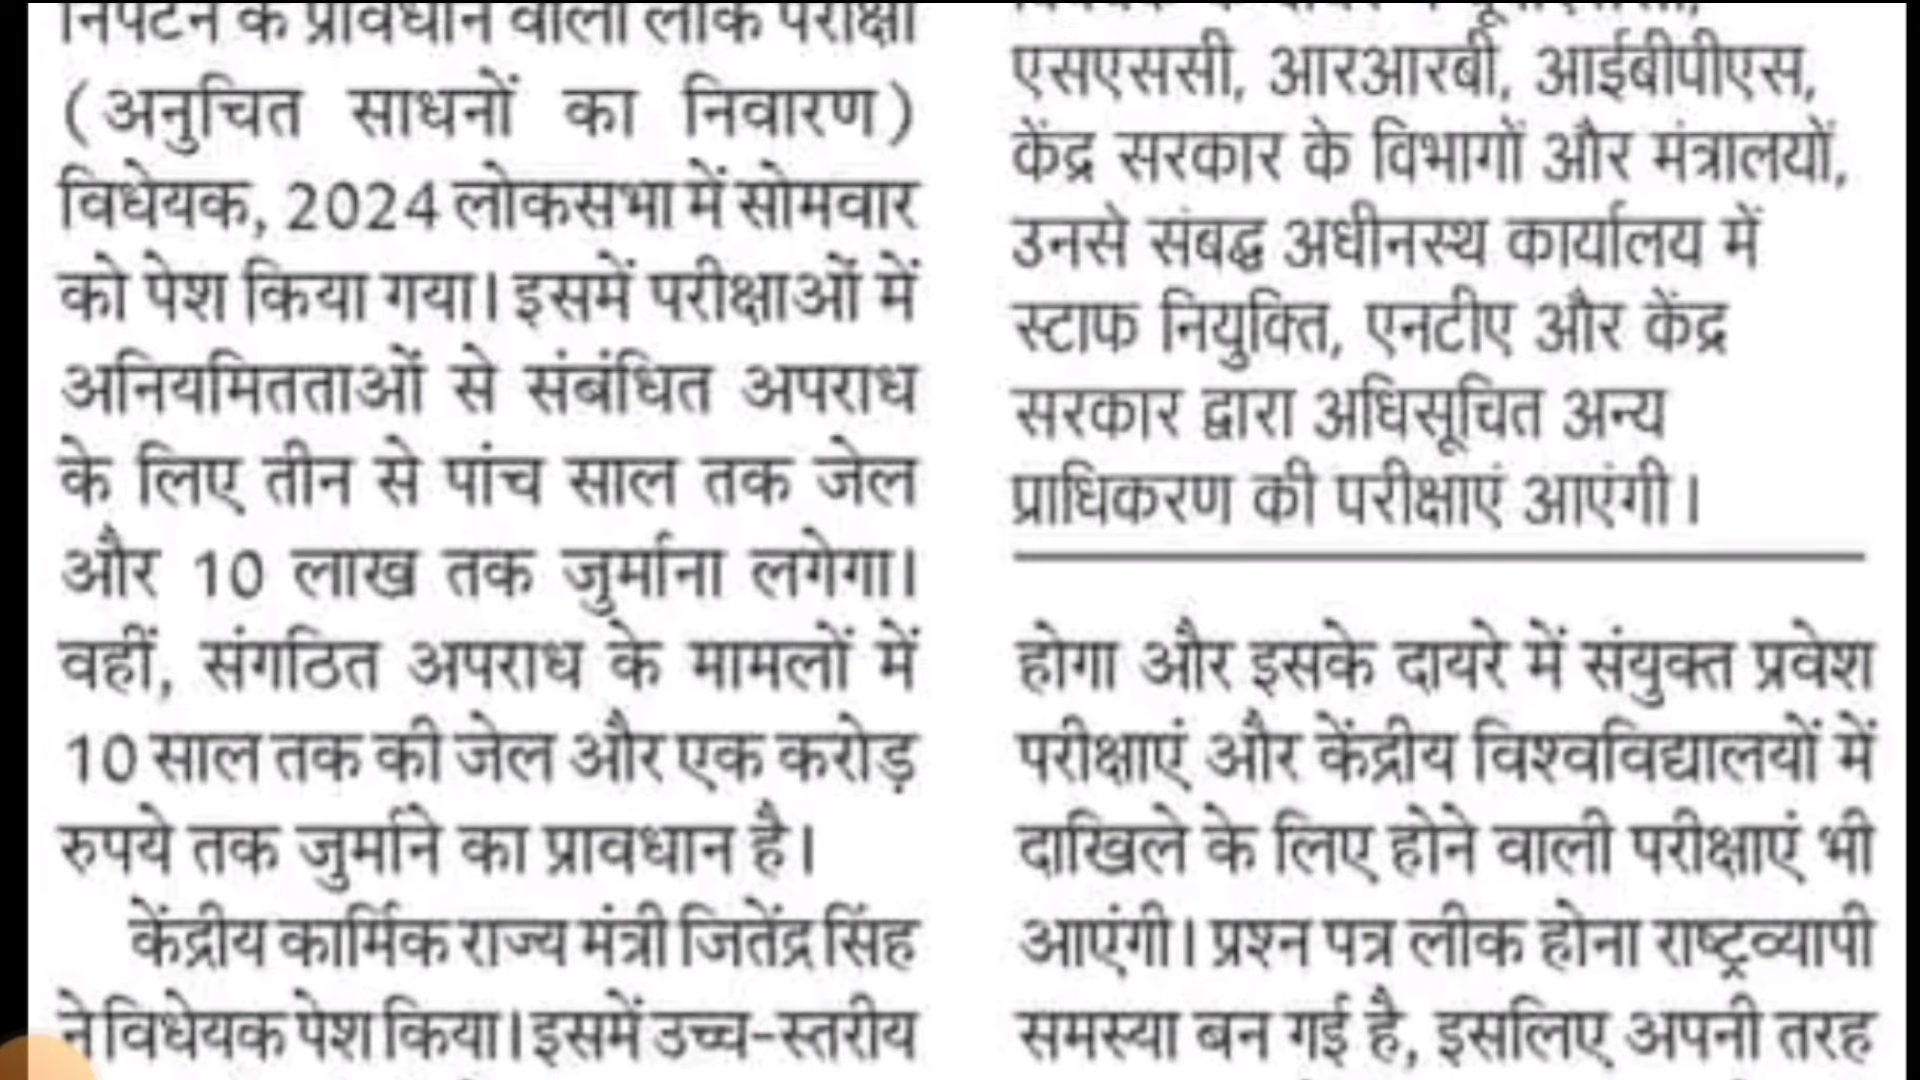 निपटने के प्रावधान वाला लोक परीक्षा
(अनुचित साधनों का निवारण)
विधेयक, 2024 लोकसभा में सोमवार
को पेश किया गया। इसमें परीक्षाओं में
अनियमितताओं से संबंधित अपराध
के लिए तीन से पांच साल तक जेल
और 10 लाख तक जुर्माना लगेगा।
वहीं, संगठित अपराध के मामलों में
10 साल तक की जेल और एक करोड़
रुपये तक जुर्माने का प्रावधान है।
केंद्रीय कार्मिक राज्य मंत्री जितेंद्र सिंह
ने विधेयक पेश किया। इसमें उच्च-स्तरीय
एसएससी, आरआरबी, आईबीपीएस,
केंद्र सरकार के विभागों और मंत्रालयों,
उनसे संबद्ध अधीनस्थ कार्यालय में
स्टाफ नियुक्ति, एनटीए और केंद्र
सरकार द्वारा अधिसूचित अन्य
प्राधिकरण की परीक्षाएं आएंगी।
होगा और इसके दायरे में संयुक्त प्रवेश
परीक्षाएं और केंद्रीय विश्वविद्यालयों में
दाखिले के लिए होने वाली परीक्षाएं भी
आएंगी। प्रश्न पत्र लीक होना राष्ट्रव्यापी
समस्या बन गई है, इसलिए अपनी तरह